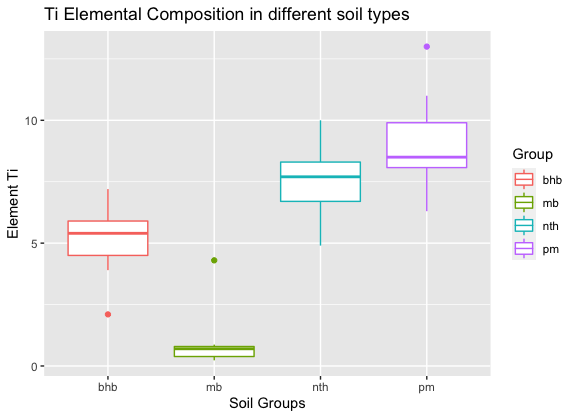 Ti Elemental Composition in different soil types
Element Ti
10
5
0
bhb
mb
nth
pm
Soil Groups
Group
bhb
mb
nth
pm